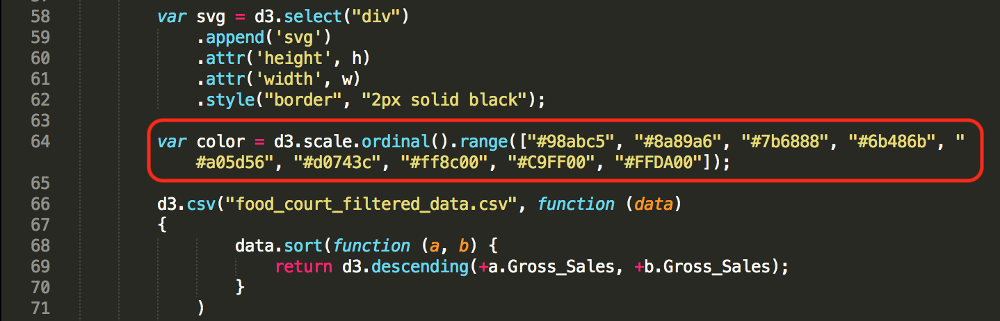 58 var svg = d3.select("div")
59 .append('svg')
60 .attr('height', h)
61 .attr('width', w)
62 .style("border", "2px solid black");
63
64 var color = d3.scale.ordinal().range(["#98abc5", "#8a89a6", "#7b6888", "#6b486b", "
#a05d56", "#d0743c", "#ff8c00", "#C9FF00", "#FFDA00"]);
65
66 d3.csv("food_court_filtered_data.csv", function (data)
67 {
68 data.sort(function (a, b) {
69 return d3.descending(+a.Gross_Sales, +b.Gross_Sales);
70 }
71 )